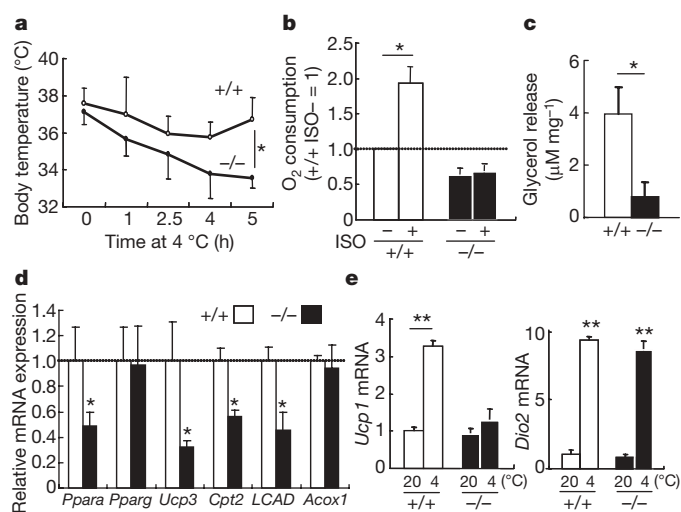 a
Body temperature (°C)
40
38
36
34
32
+/+
−/−
*
0 1 2.5 4 5
Time at 4 °C (h)
b
O2 consumption
(+/+ ISO− = 1)
2.5
2.0
1.5
1.0
0.5
0
*
ISO − + − +
+/+ −/−
c
Glycerol release
(µM mg−1)
6
4
2
0
*
+/+ −/−
d
Relative mRNA expression
1.4
1.2
1.0
0.8
0.6
0.4
0.2
0
+/+ −/−
* * * *
Ppara Pparg Ucp3 Cpt2 LCAD Acox1
e
Ucp1 mRNA
4
3
2
1
0
**
20 4 20 4 (°C)
+/+ −/−
Dio2 mRNA
10
5
0
** **
20 4 20 4 (°C)
+/+ −/−